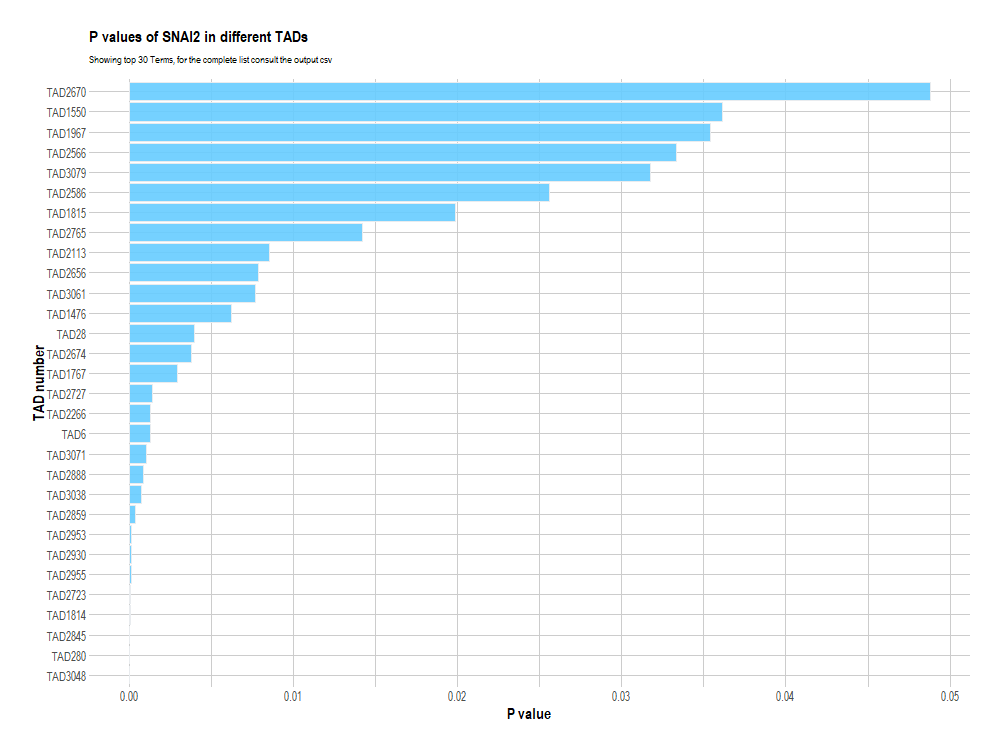 P values of SNAI2 in different TADs
Showing top 30 Terms, for the complete list consult the output csv
TAD number
TAD2670
TAD1550
TAD1967
TAD2566
TAD3079
TAD2586
TAD1815
TAD2765
TAD2113
TAD2656
TAD3061
TAD1476
TAD28
TAD2674
TAD1767
TAD2727
TAD2266
TAD6
TAD3071
TAD2888
TAD3038
TAD2859
TAD2953
TAD2930
TAD2955
TAD2723
TAD1814
TAD2845
TAD280
TAD3048
0.00 0.01 0.02 0.03 0.04 0.05
P value